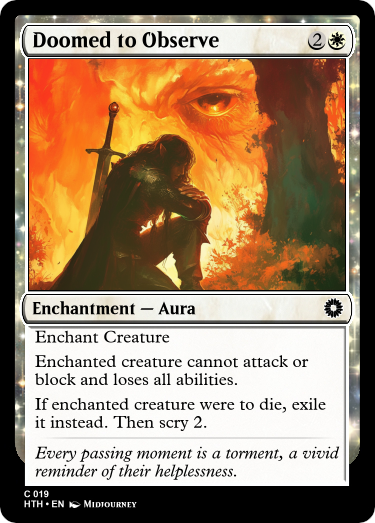 Doomed to Observe 2
Enchantment — Aura
Enchant Creature
Enchanted creature cannot attack or
block and loses all abilities.
If enchanted creature were to die, exile
it instead. Then scry 2.
Every passing moment is a torment, a vivid
reminder of their helplessness.
C 019
HTH • EN Midjourney